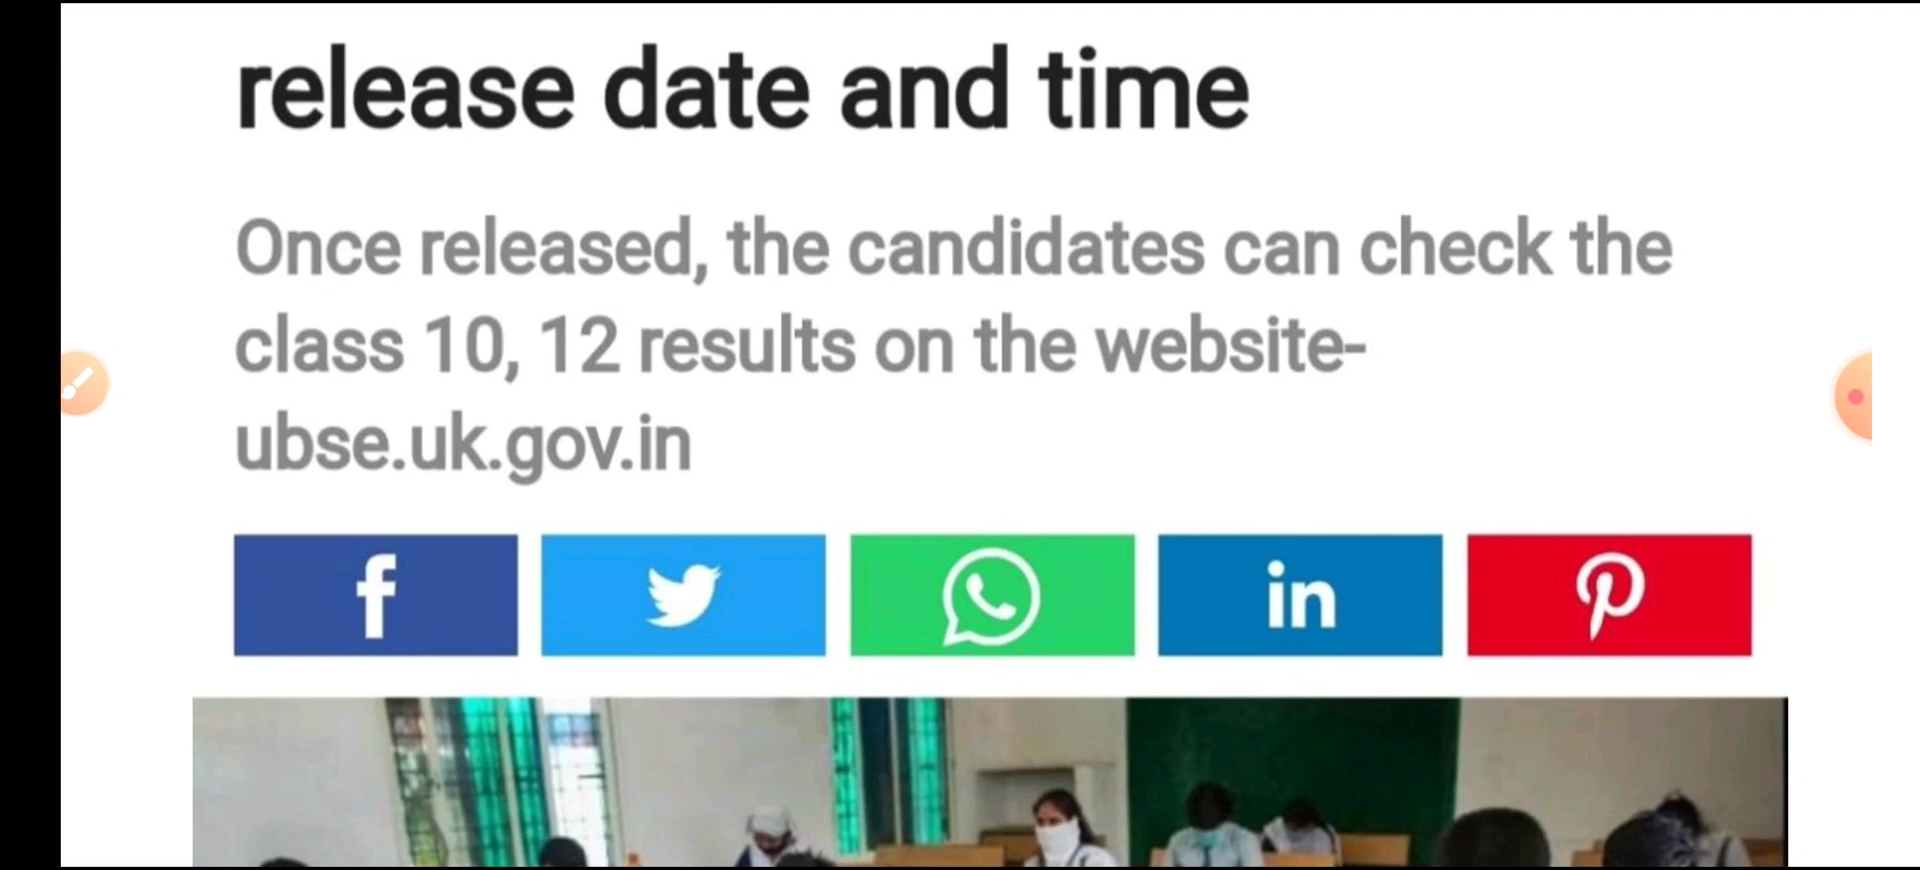 release date and time
Once released, the candidates can check the
class 10, 12 results on the website-
ubse.uk.gov.in
f
in